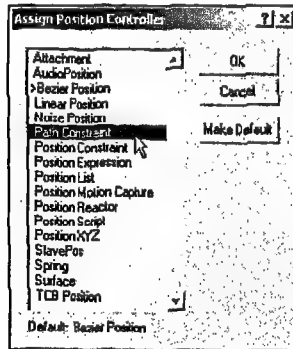 Assign Position Controller ? ×
Attachment
AudioPosition
>Bezier Position
Linear Position
Noise Position
Path Constraint
Position Constraint
Position Expression
Position List
Position Motion Capture
Position Reactor
Position Script
Position XYZ
SlavePos
Spring
Surface
TCB Position
OK
Cancel
Make Default
Default: Bezier Position